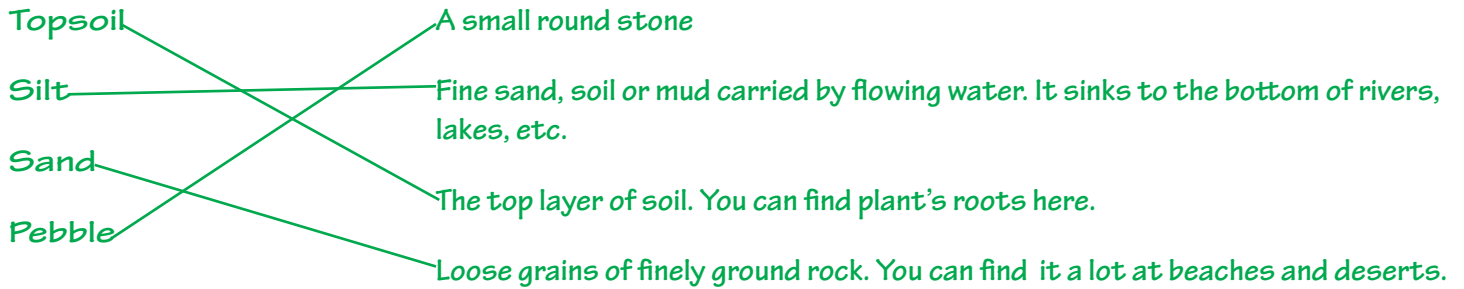 Topsoil
A small round stone
Silt
Fine sand, soil or mud carried by flowing water. It sinks to the bottom of rivers,
lakes, etc.
Sand
The top layer of soil. You can find plant's roots here.
Pebble
Loose grains of finely ground rock. You can find it a lot at beaches and deserts.